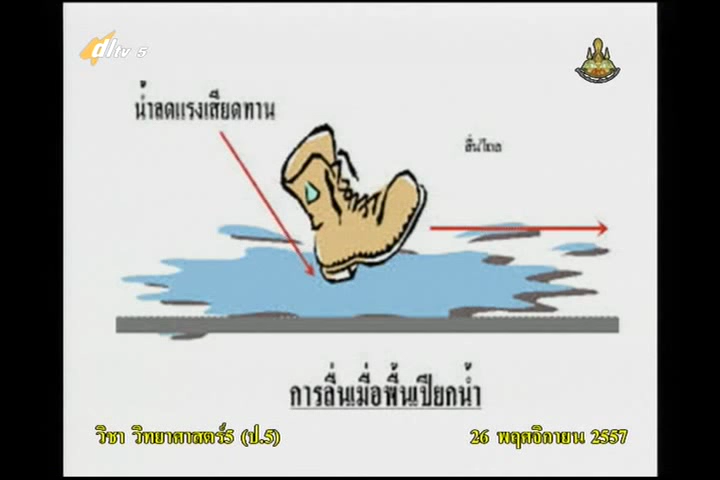 dltv 5
น้ำลดแรงเสียดทาน
ลื่นไถล
การลื่นเมื่อพื้นเปียกน้ำ
วิชา วิทยาศาสตร์5 (ป.5)
26 พฤศจิกายน 2557